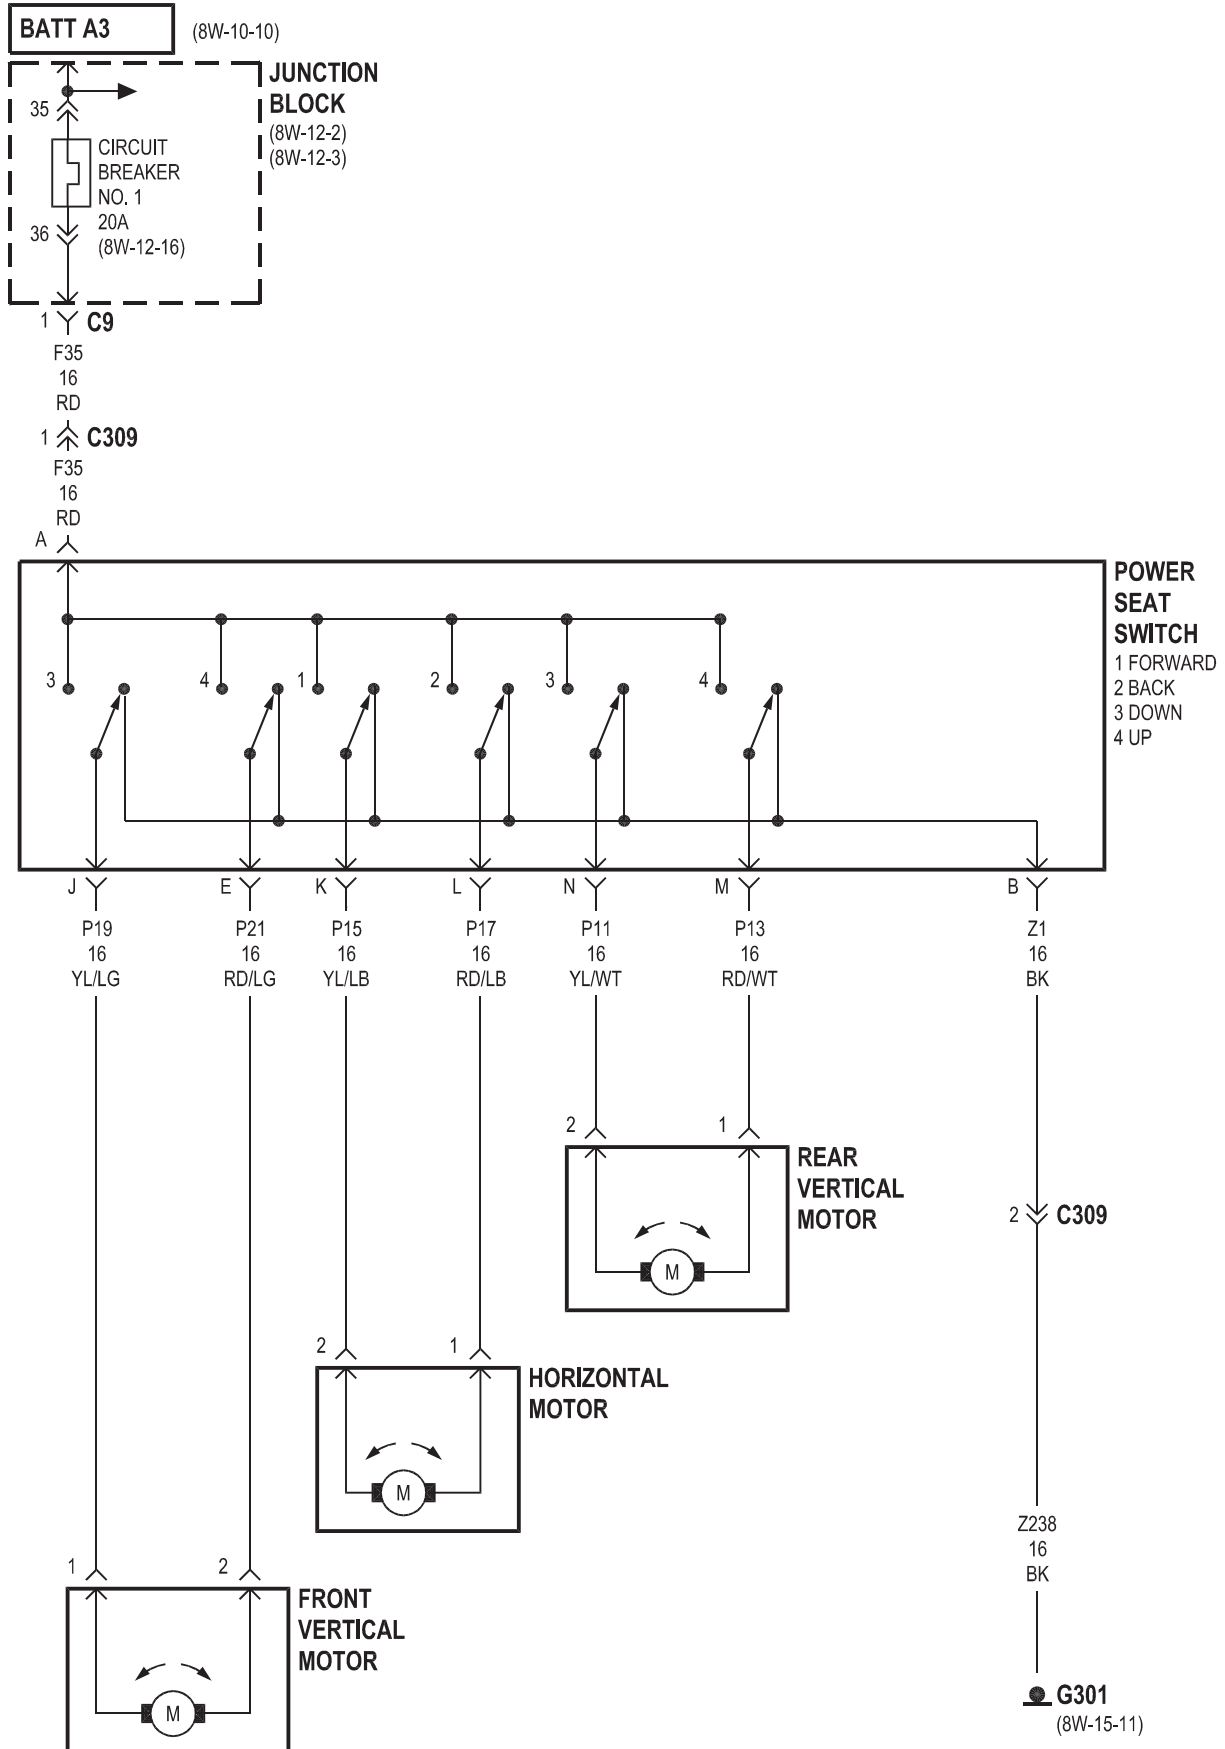 BATT A3
(8W-10-10)
JUNCTION
BLOCK
(8W-12-2)
(8W-12-3)
35
CIRCUIT
BREAKER
NO. 1
20A
(8W-12-16)
36
1
C9
F35
16
RD
1
C309
F35
16
RD
A
POWER
SEAT
SWITCH
1 FORWARD
2 BACK
3 DOWN
4 UP
3
4
1
2
3
4
J
E
K
L
N
M
B
P19
16
YL/LG
P21
16
RD/LG
P15
16
YL/LB
P17
16
RD/LB
P11
16
YL/WT
P13
16
RD/WT
Z1
16
BK
2
1
REAR
VERTICAL
MOTOR
M
2
C309
2
1
HORIZONTAL
MOTOR
M
Z238
16
BK
1
2
FRONT
VERTICAL
MOTOR
M
G301
(8W-15-11)